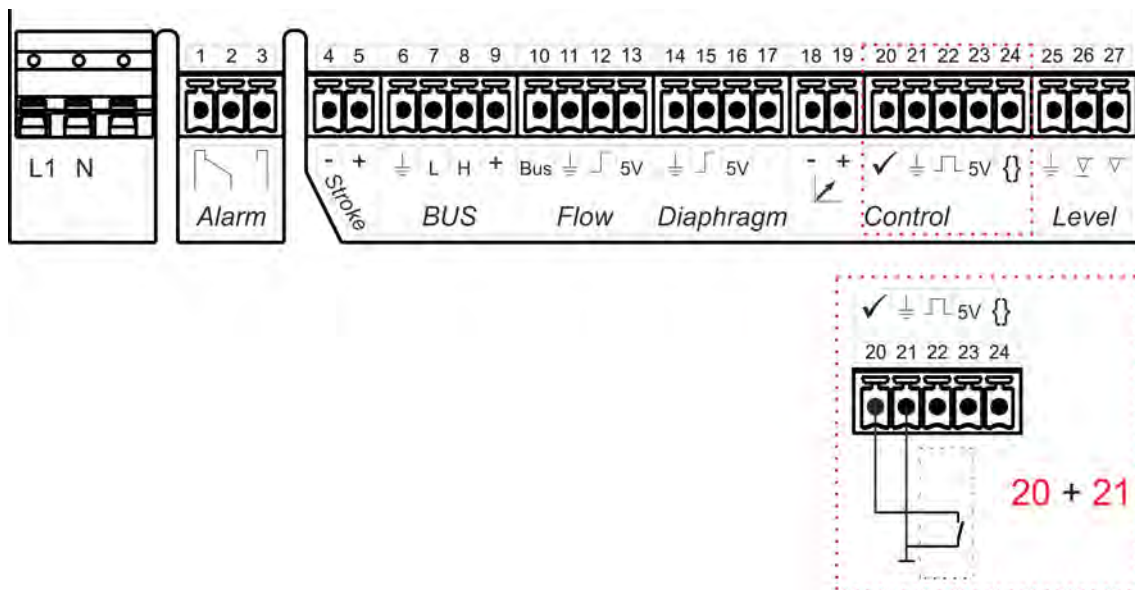 1 2 3 4 5 6 7 8 9 10 11 12 13 14 15 16 17 18 19 20 21 22 23 24 25 26 27
L1 N - + L H + Bus 5V 5V - + ✓ 5V {}
Alarm Stroke BUS Flow Diaphragm Control Level
✓ 5V {}
20 21 22 23 24
20 + 21